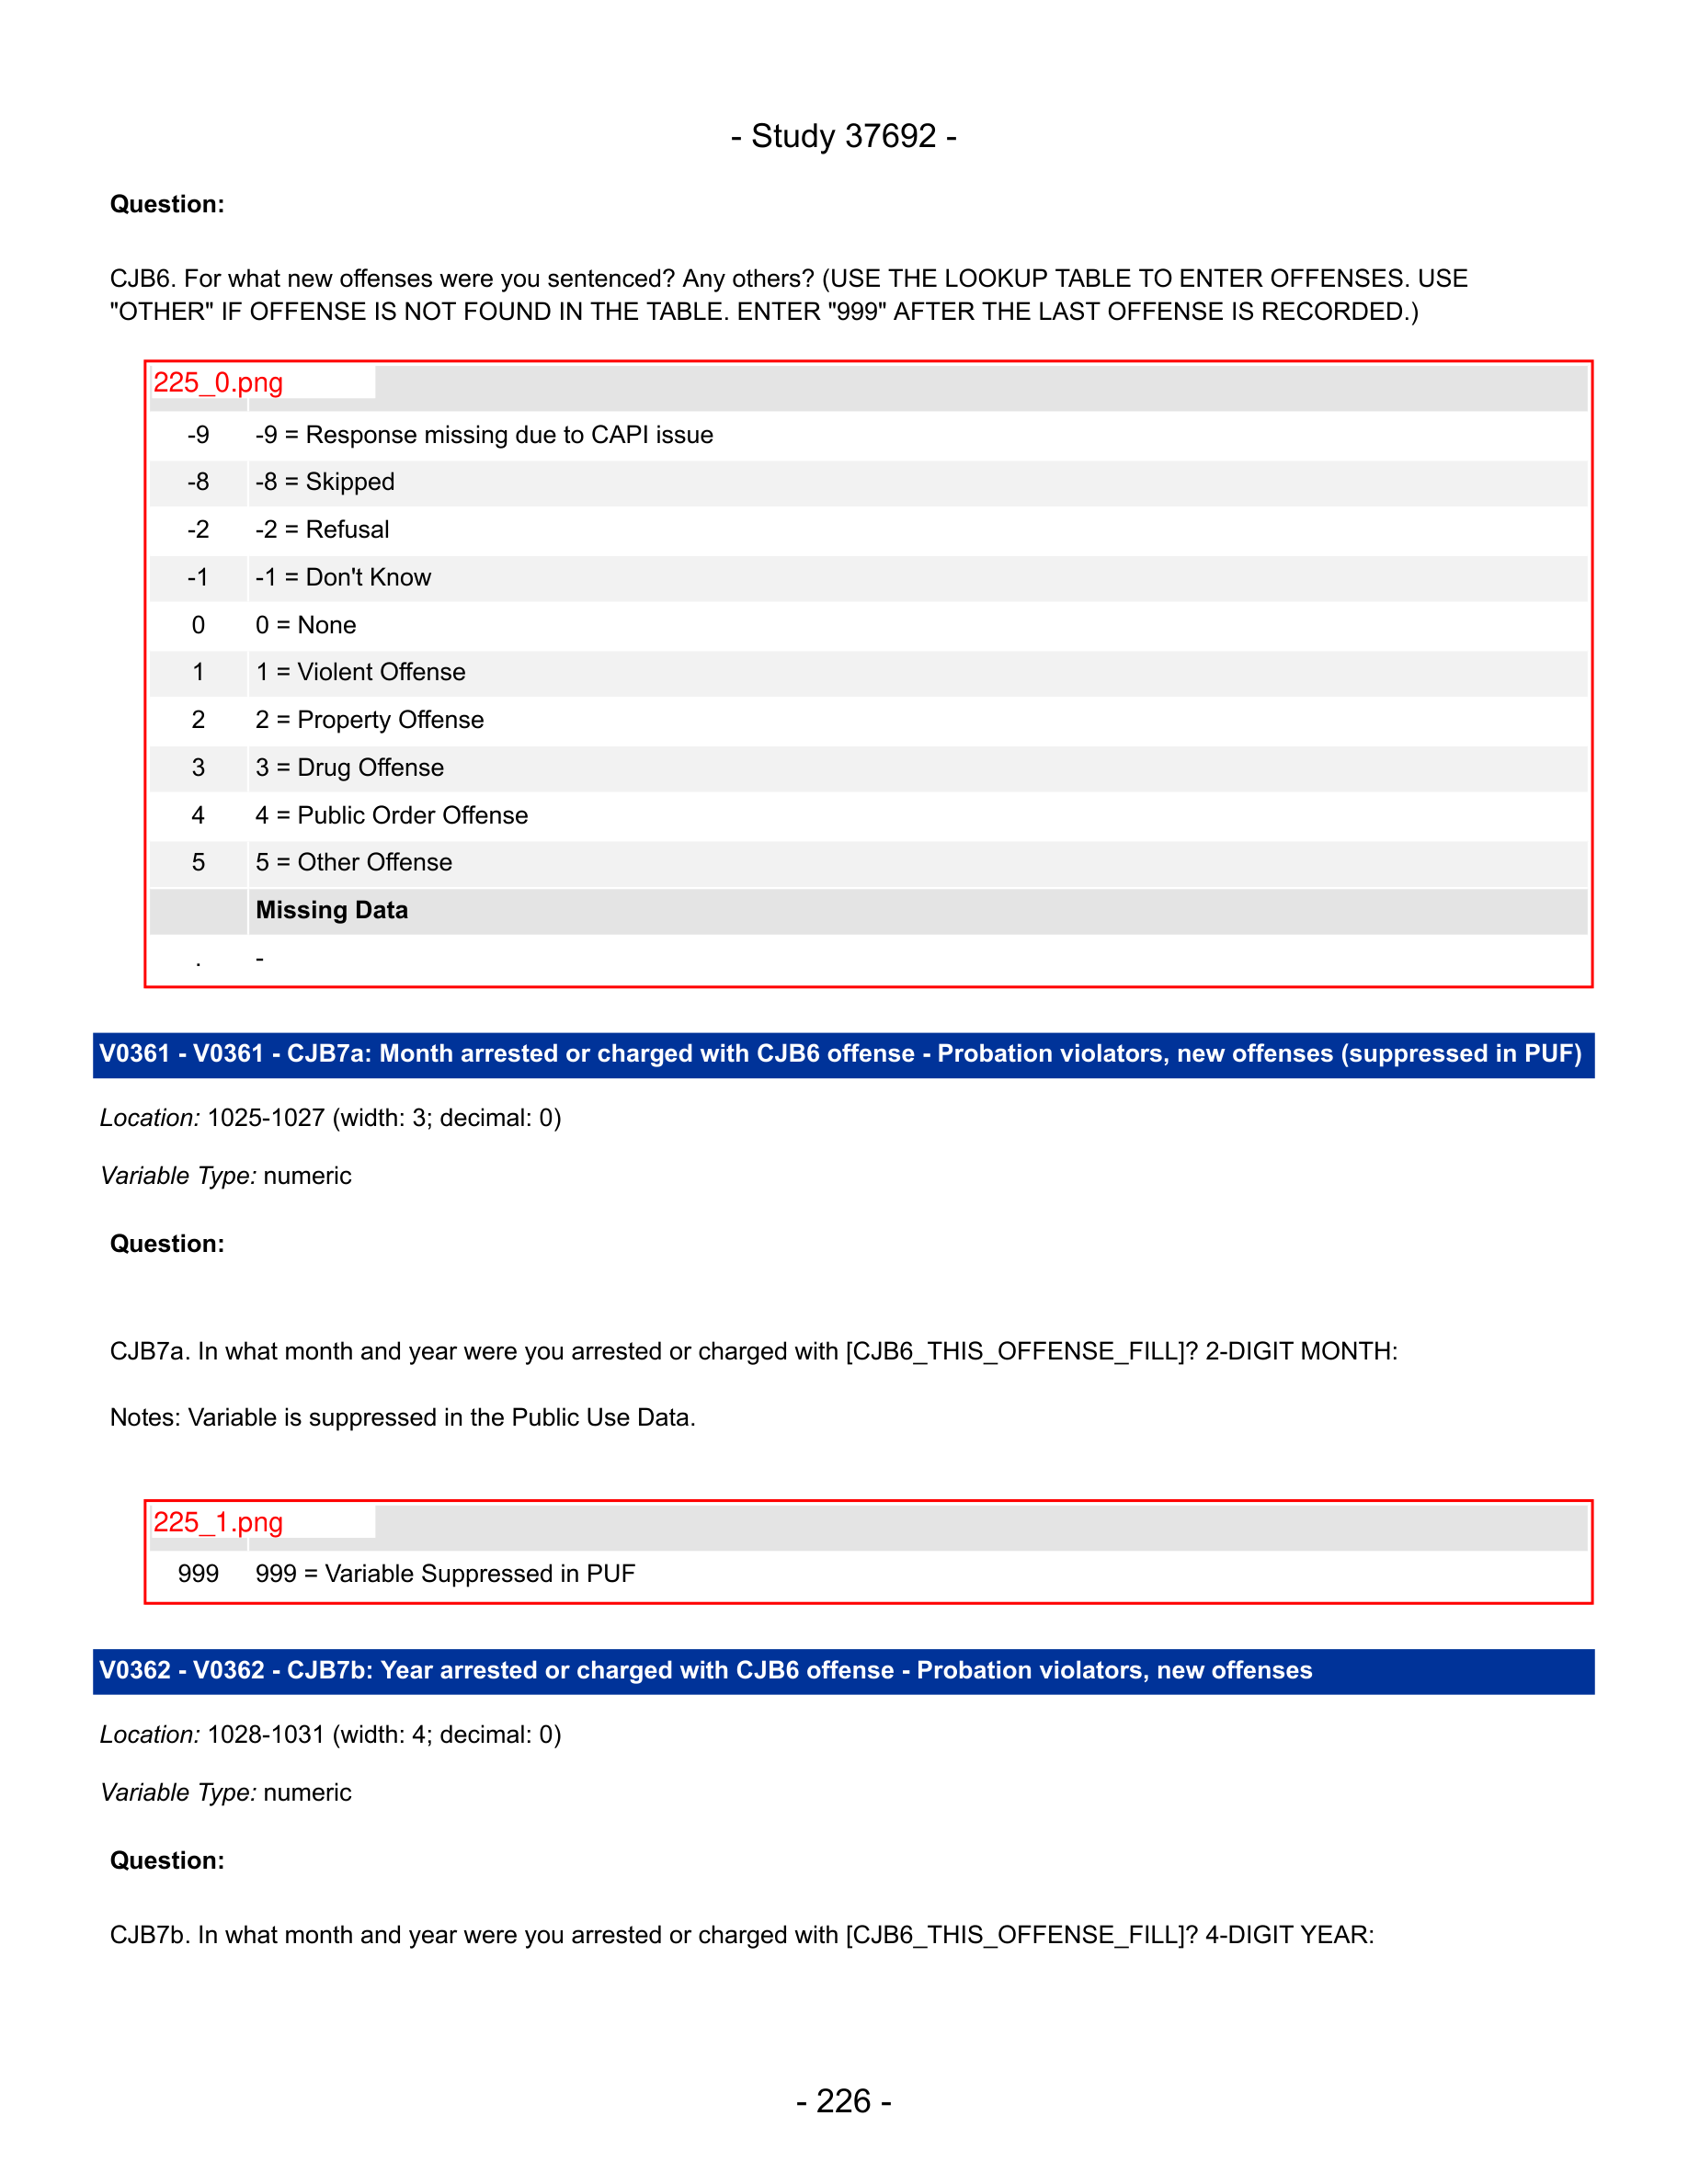 - Study 37692 -
Question:
CJB6. For what new offenses were you sentenced? Any others? (USE THE LOOKUP TABLE TO ENTER OFFENSES. USE
"OTHER" IF OFFENSE IS NOT FOUND IN THE TABLE. ENTER "999" AFTER THE LAST OFFENSE IS RECORDED.)
225_0.png
-9 -9 = Response missing due to CAPI issue
-8 -8 = Skipped
-2 -2 = Refusal
-1 -1 = Don't Know
0 0 = None
1 1 = Violent Offense
2 2 = Property Offense
3 3 = Drug Offense
4 4 = Public Order Offense
5 5 = Other Offense
Missing Data
. -
V0361 - V0361 - CJB7a: Month arrested or charged with CJB6 offense - Probation violators, new offenses (suppressed in PUF)
Location: 1025-1027 (width: 3; decimal: 0)
Variable Type: numeric
Question:
CJB7a. In what month and year were you arrested or charged with [CJB6_THIS_OFFENSE_FILL]? 2-DIGIT MONTH:
Notes: Variable is suppressed in the Public Use Data.
225_1.png
999 999 = Variable Suppressed in PUF
V0362 - V0362 - CJB7b: Year arrested or charged with CJB6 offense - Probation violators, new offenses
Location: 1028-1031 (width: 4; decimal: 0)
Variable Type: numeric
Question:
CJB7b. In what month and year were you arrested or charged with [CJB6_THIS_OFFENSE_FILL]? 4-DIGIT YEAR:
- 226 -